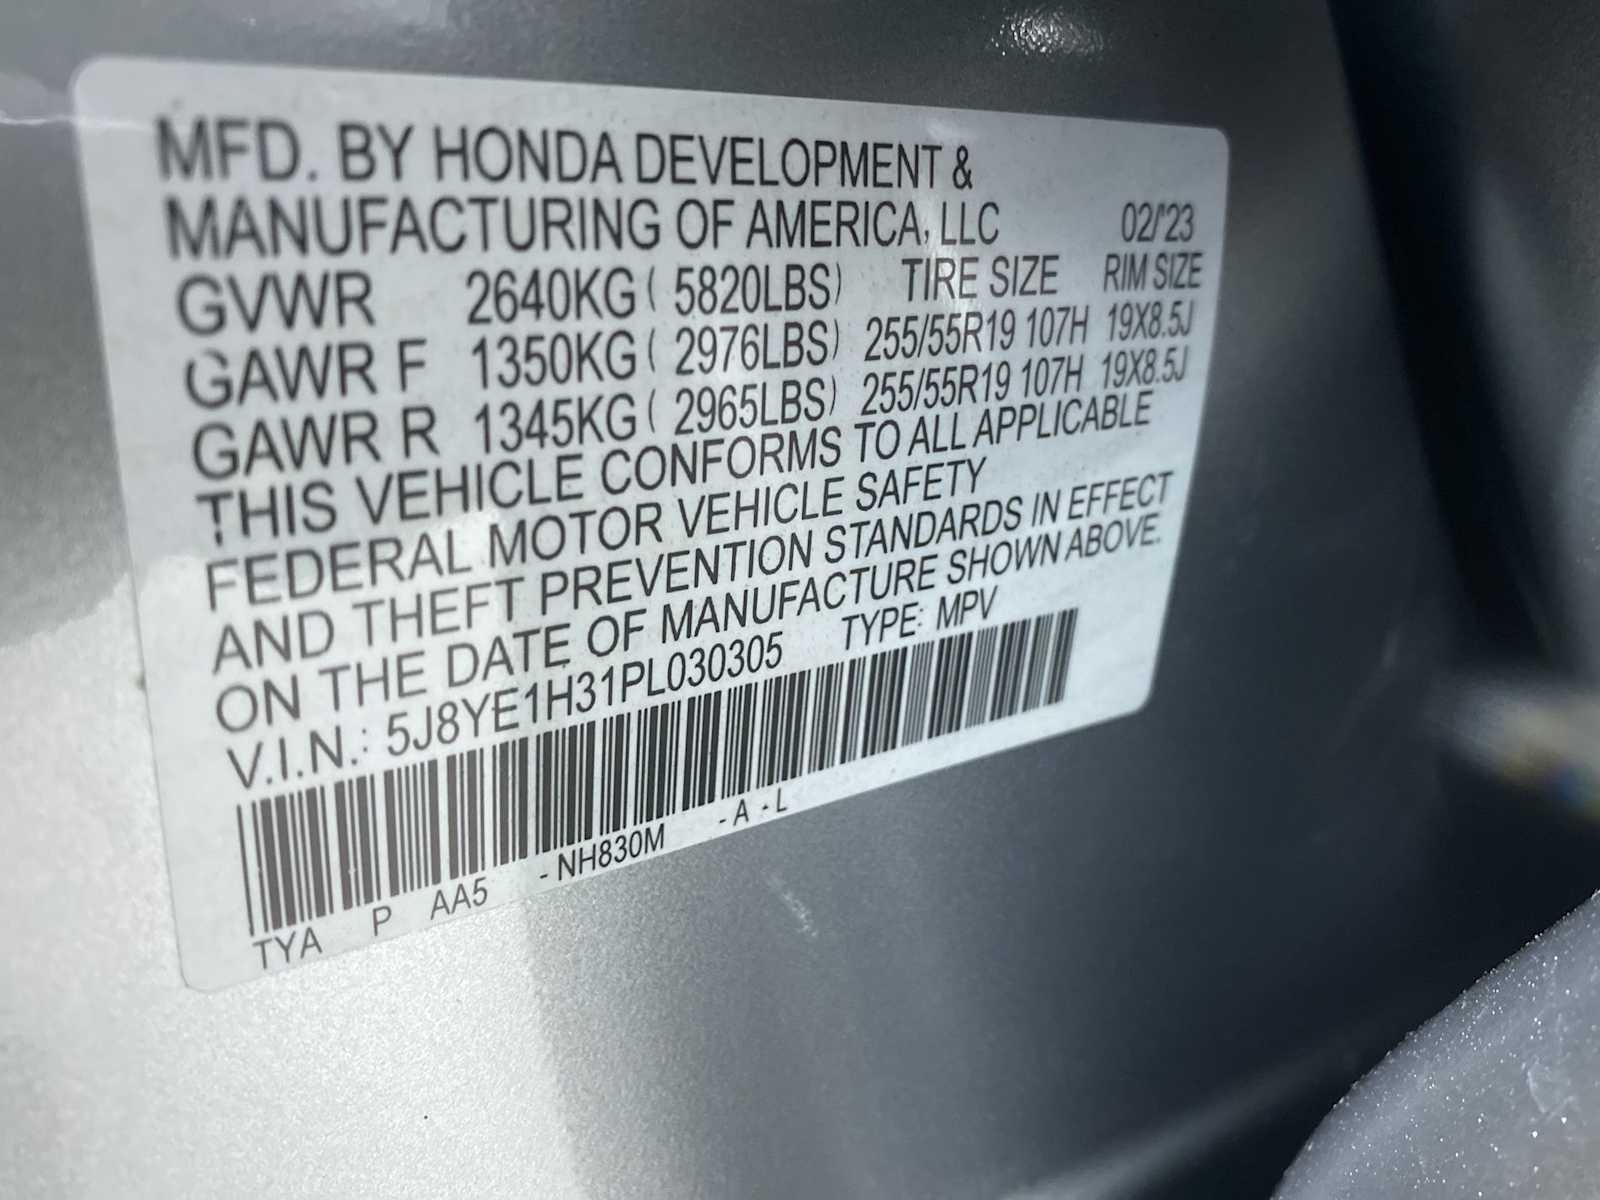 MFD. BY HONDA DEVELOPMENT &
MANUFACTURING OF AMERICA, LLC 02/'23
GVWR 2640KG ( 5820LBS) TIRE SIZE RIM SIZE
GAWR F 1350KG ( 2976LBS) 255/55R19 107H 19X8.5J
GAWR R 1345KG ( 2965LBS) 255/55R19 107H 19X8.5J
THIS VEHICLE CONFORMS TO ALL APPLICABLE
FEDERAL MOTOR VEHICLE SAFETY
AND THEFT PREVENTION STANDARDS IN EFFECT
ON THE DATE OF MANUFACTURE SHOWN ABOVE.
V.I.N.: 5J8YE1H31PL030305 TYPE: MPV
TYA P AA5 - NH830M - A - L